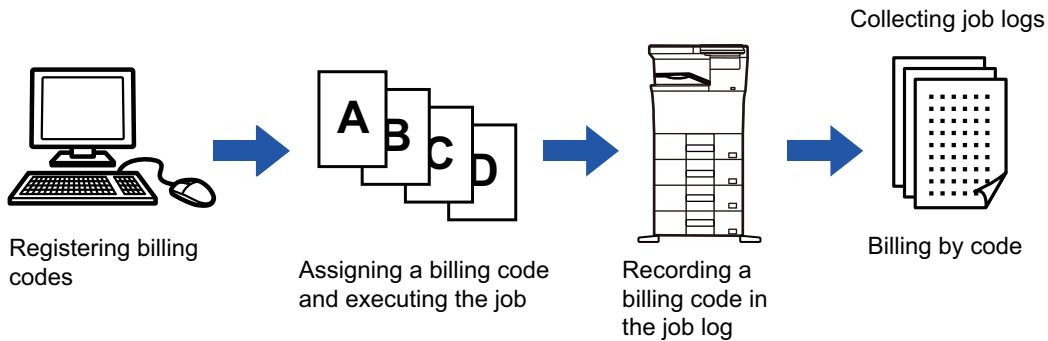 Registering billing
codes
A
B
C
D
Assigning a billing code
and executing the job
Recording a
billing code in
the job log
Collecting job logs
Billing by code